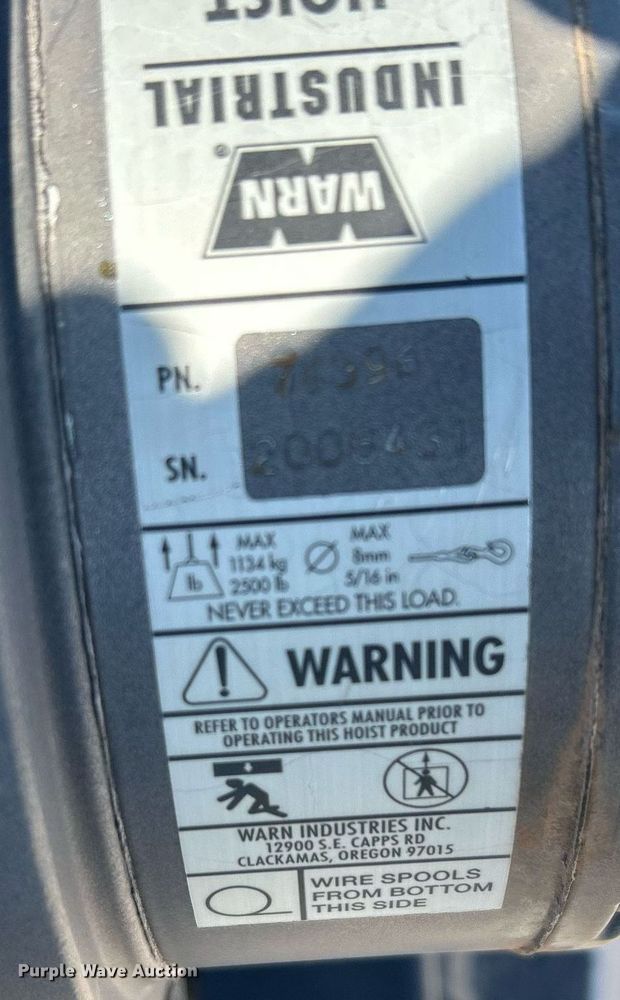 HOIST
INDUSTRIAL
WARN
®
PN.
SN.
lb
MAX
1134 kg
2500 lb
MAX
8mm
5/16 in
NEVER EXCEED THIS LOAD.
WARNING
REFER TO OPERATORS MANUAL PRIOR TO
OPERATING THIS HOIST PRODUCT
WARN INDUSTRIES INC.
12900 S.E. CAPPS RD
CLACKAMAS, OREGON 97015
WIRE SPOOLS
FROM BOTTOM
THIS SIDE
Purple Wave Auction